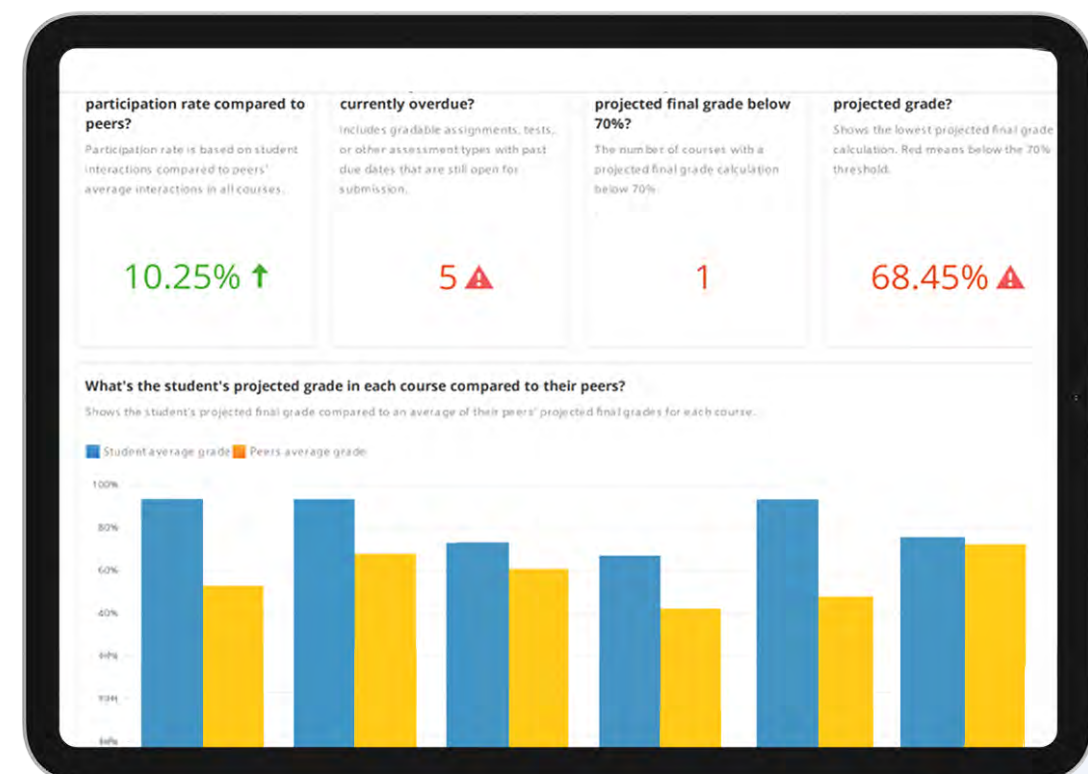 participation rate compared to
peers?
Participation rate is based on student
interactions compared to peers'
average interactions in all courses.
10.25%
currently overdue?
Includes gradable assignments, tests,
or other assessment types with past
due dates that are still open for
submission.
5
projected final grade below
70%?
The number of courses with a
projected final grade calculation
below 70%
1
projected grade?
Shows the lowest projected final grade
calculation. Red means below the 70%
threshold.
68.45%
What's the student's projected grade in each course compared to their peers?
Shows the student's projected final grade compared to an average of their peers' projected final grades for each course.
Student average grade Peers average grade
100%
80%
60%
40%